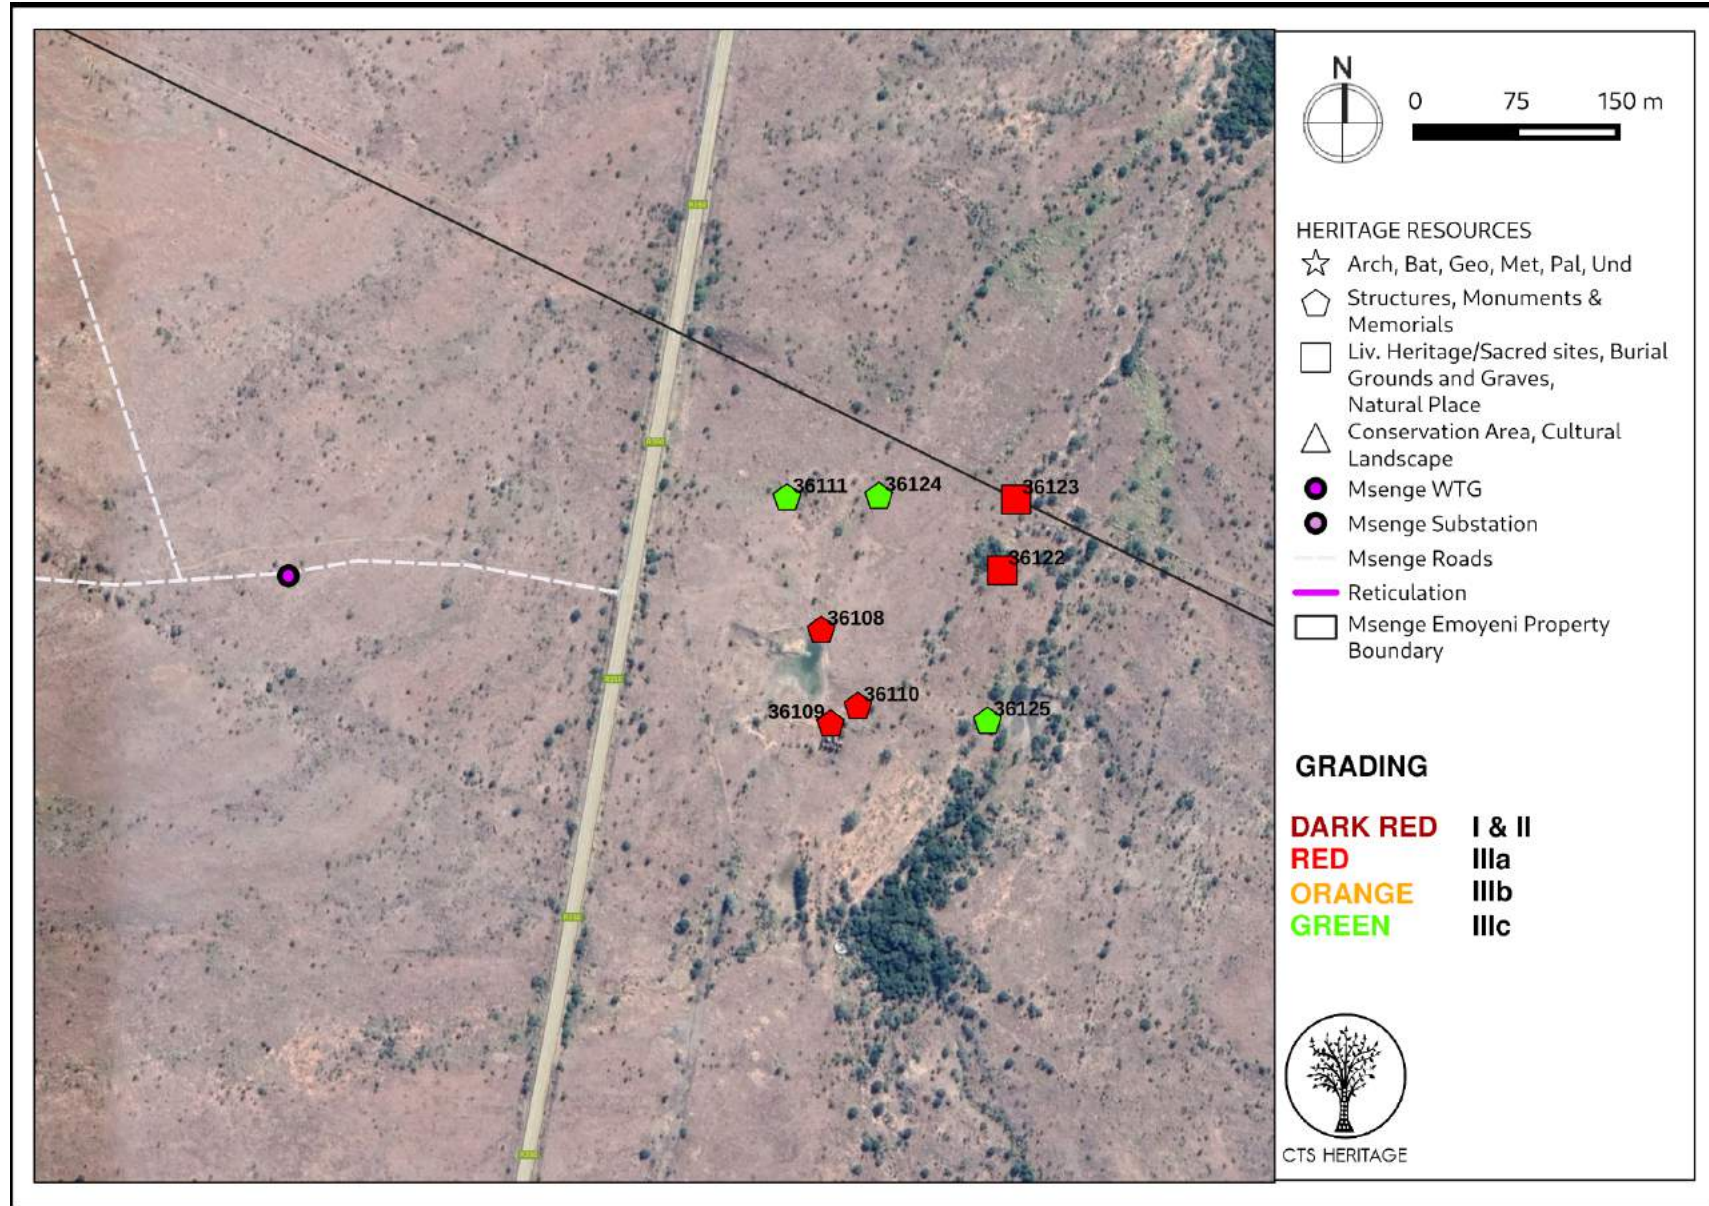 N
0 75 150 m
HERITAGE RESOURCES
Arch, Bat, Geo, Met, Pal, Und
Structures, Monuments &
Memorials
Liv. Heritage/Sacred sites, Burial
Grounds and Graves,
Natural Place
Conservation Area, Cultural
Landscape
Msenge WTG
Msenge Substation
Msenge Roads
Reticulation
Msenge Emoyeni Property
Boundary
GRADING
DARK RED I & II
RED IIIa
ORANGE IIIb
GREEN IIIc
CTS HERITAGE
36111
36124
36123
36122
36108
36110
36109
36125